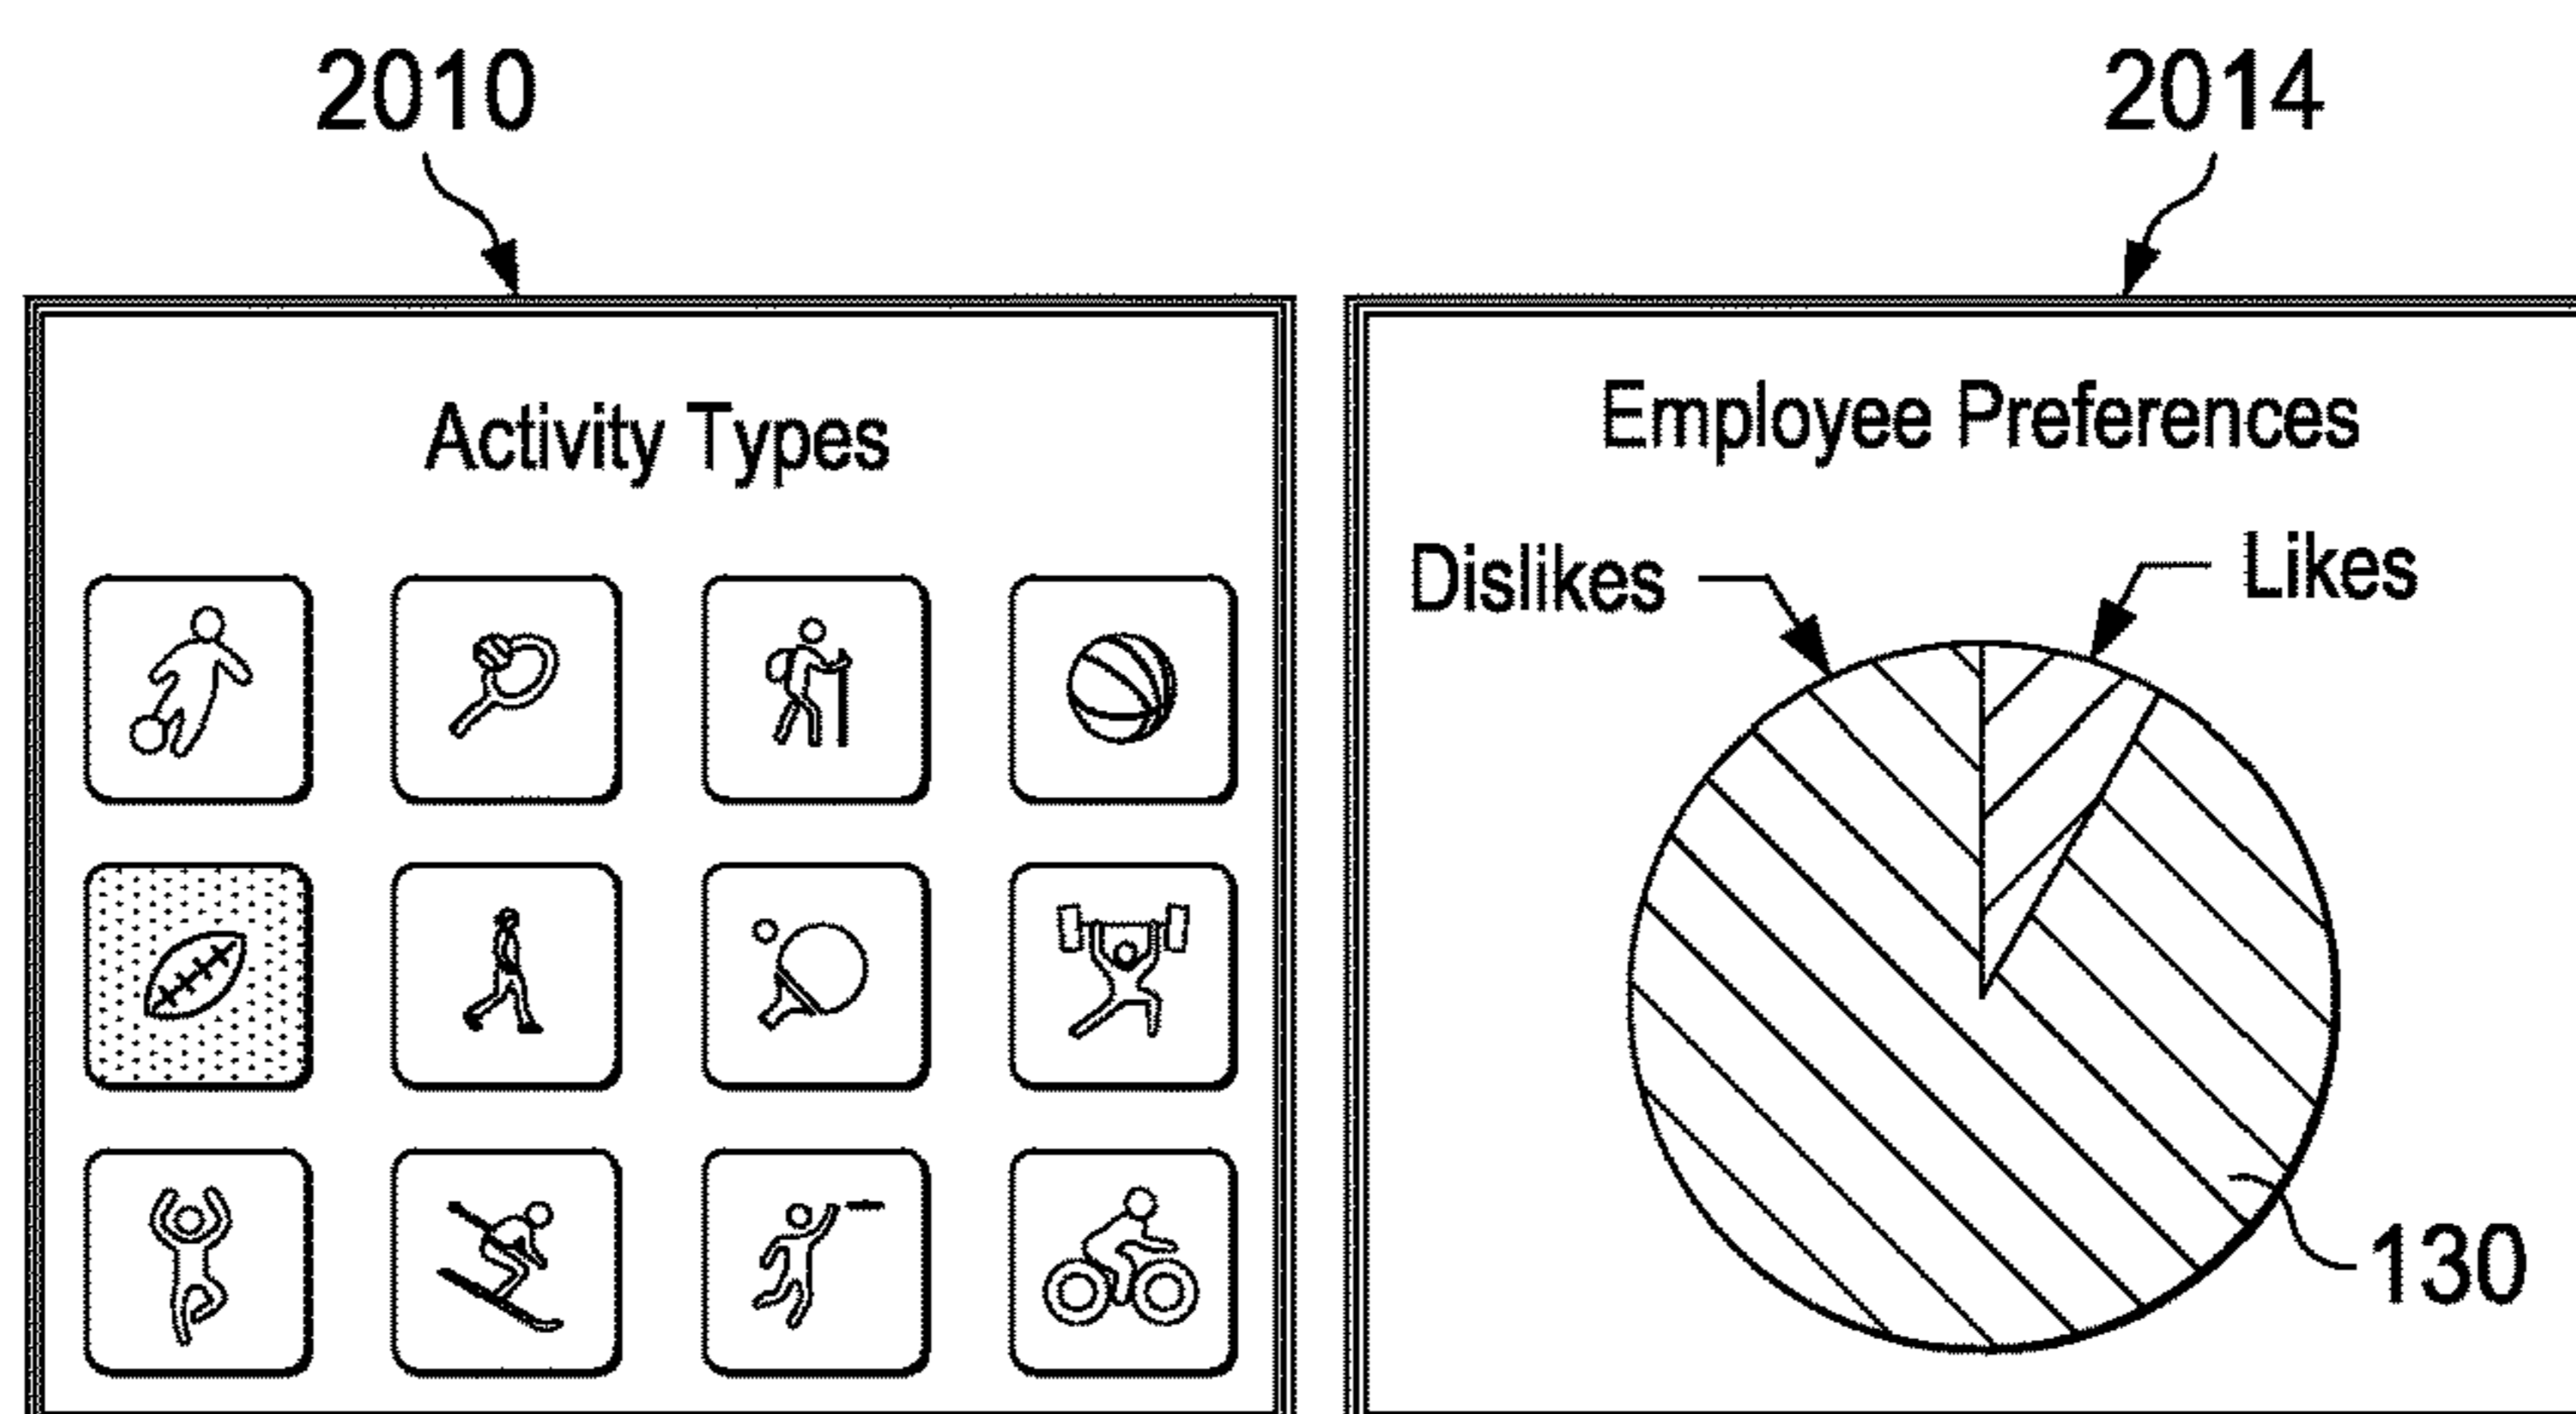 2010
2014
Activity Types
Employee Preferences
Dislikes
Likes
130